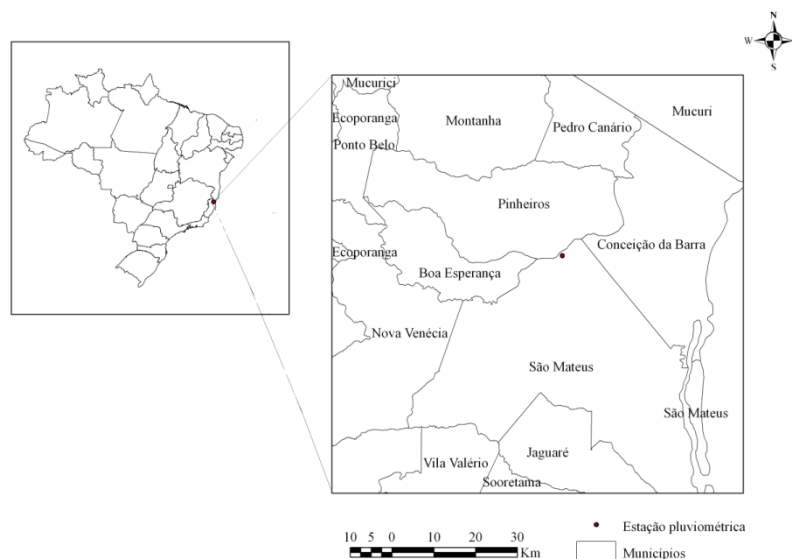 N
W
E
S
Mucurici
Ecoporanga
Montanha
Mucuri
Pedro Canário
Ponto Belo
Pinheiros
Conceição da Barra
Ecoporanga
Boa Esperança
Nova Venécia
São Mateus
São Mateus
Jaguaré
Vila Valério
Sooretama
Estação pluviométrica
10 5 0 10 20 30
Km
Municípios